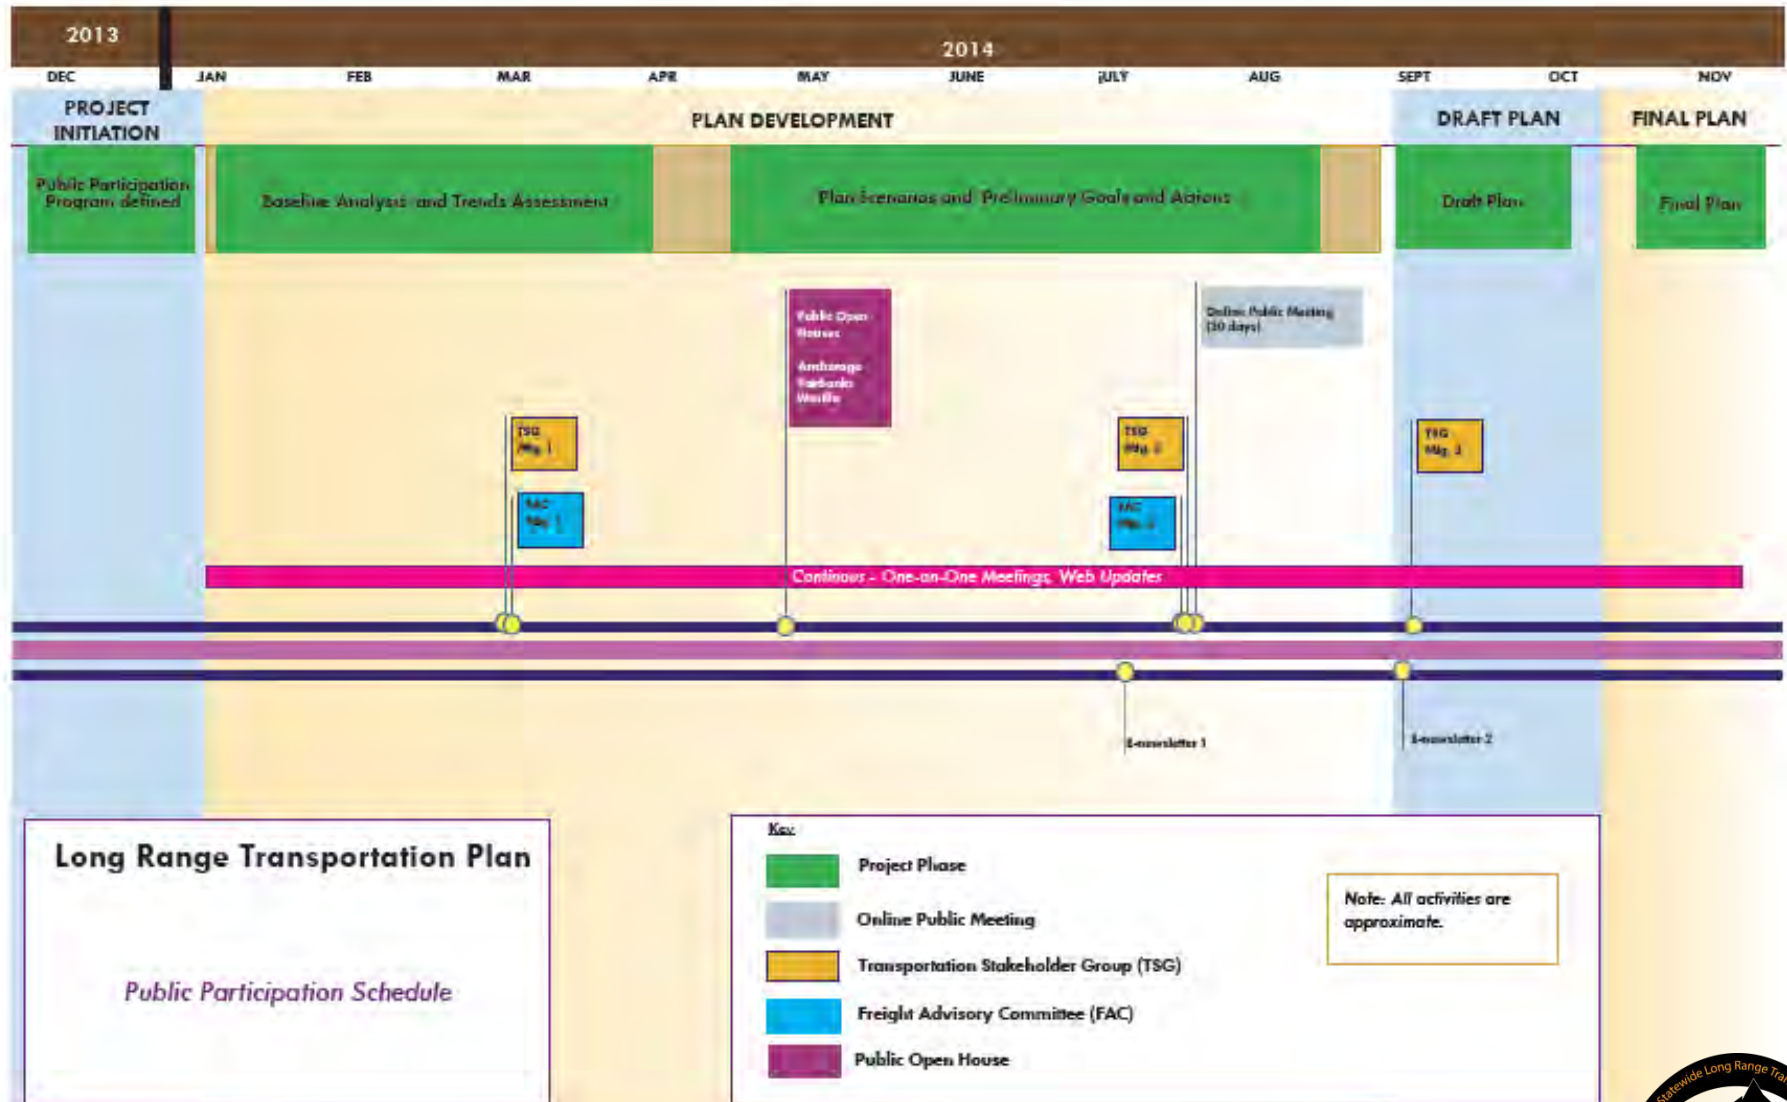 2013
2014
DEC
JAN
FEB
MAR
APR
MAY
JUNE
jULY
AUG
SEPT
OCT
NOV
PROJECT
INITIATION
PLAN DEVELOPMENT
DRAFT PLAN
FINAL PLAN
Public Participation
Program defined
Baseline Analysis and Trends Assessment
Plan Scenarios and Preliminary Goals and Actions
Draft Plan
Final Plan
Public Open
Houses
Anchorage
Fairbanks
Wasilla
Online Public Meeting
(30 days)
TSG
Mtg. 1
TSG
Mtg. 2
TSG
Mtg. 3
FAC
Mtg. 1
FAC
Mtg. 2
Continous - One-on-One Meetings, Web Updates
E-newsletter 1
E-newsletter 2
Long Range Transportation Plan
Public Participation Schedule
Key
Project Phase
Online Public Meeting
Transportation Stakeholder Group (TSG)
Freight Advisory Committee (FAC)
Public Open House
Note: All activities are
approximate.
Statewide Long Range